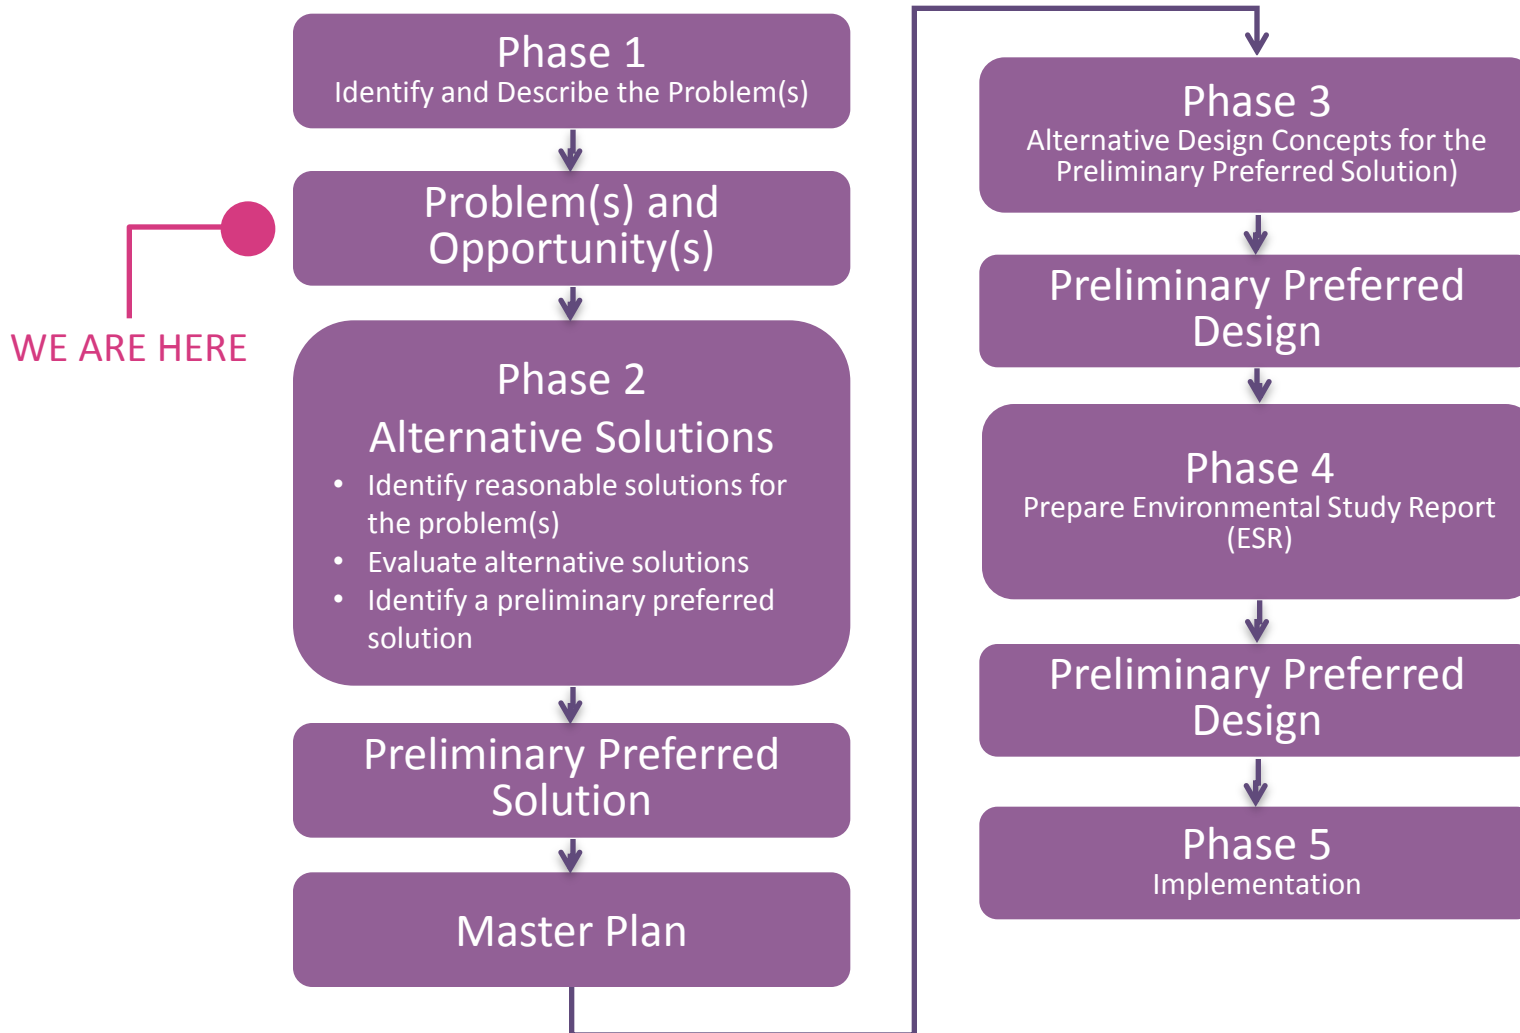 Phase 1
Identify and Describe the Problem(s)
Problem(s) and
Opportunity(s)
WE ARE HERE
Phase 2
Alternative Solutions
• Identify reasonable solutions for
the problem(s)
• Evaluate alternative solutions
• Identify a preliminary preferred
solution
Preliminary Preferred
Solution
Master Plan
Phase 3
Alternative Design Concepts for the
Preliminary Preferred Solution)
Preliminary Preferred
Design
Phase 4
Prepare Environmental Study Report
(ESR)
Preliminary Preferred
Design
Phase 5
Implementation